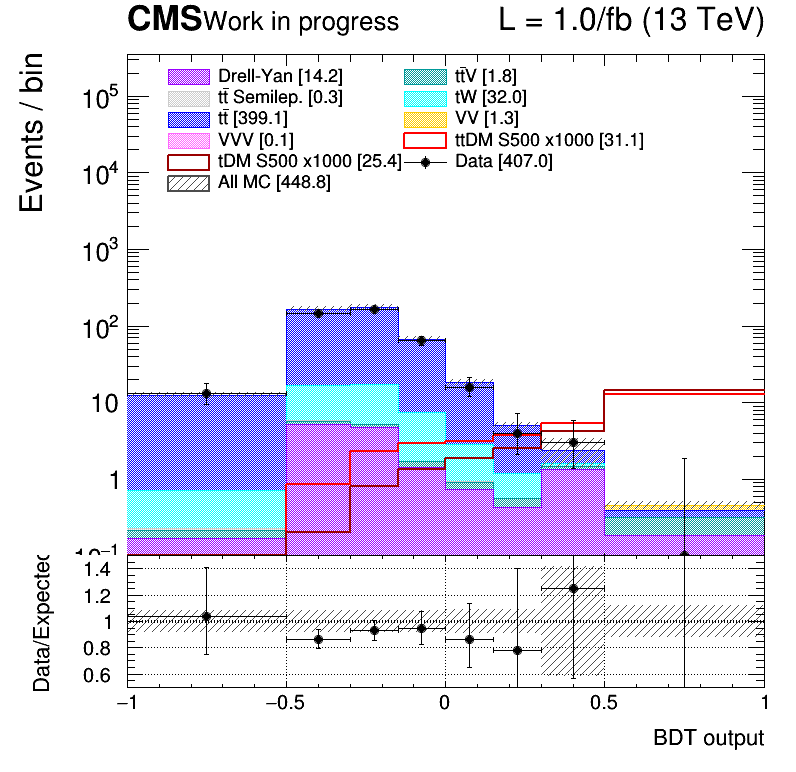 CMS Work in progress L = 1.0/fb (13 TeV)
Events / bin
Drell-Yan [14.2] tt̄V [1.8]
tt̄ Semilep. [0.3] tW [32.0]
tt̄ [399.1] VV [1.3]
VVV [0.1] ttDM S500 x1000 [31.1]
tDM S500 x1000 [25.4] Data [407.0]
All MC [448.8]
10⁵
10⁴
10³
10²
10
1
10⁻¹
Data/Expected
1.4
1.2
1
0.8
0.6
−1 −0.5 0 0.5 1
BDT output